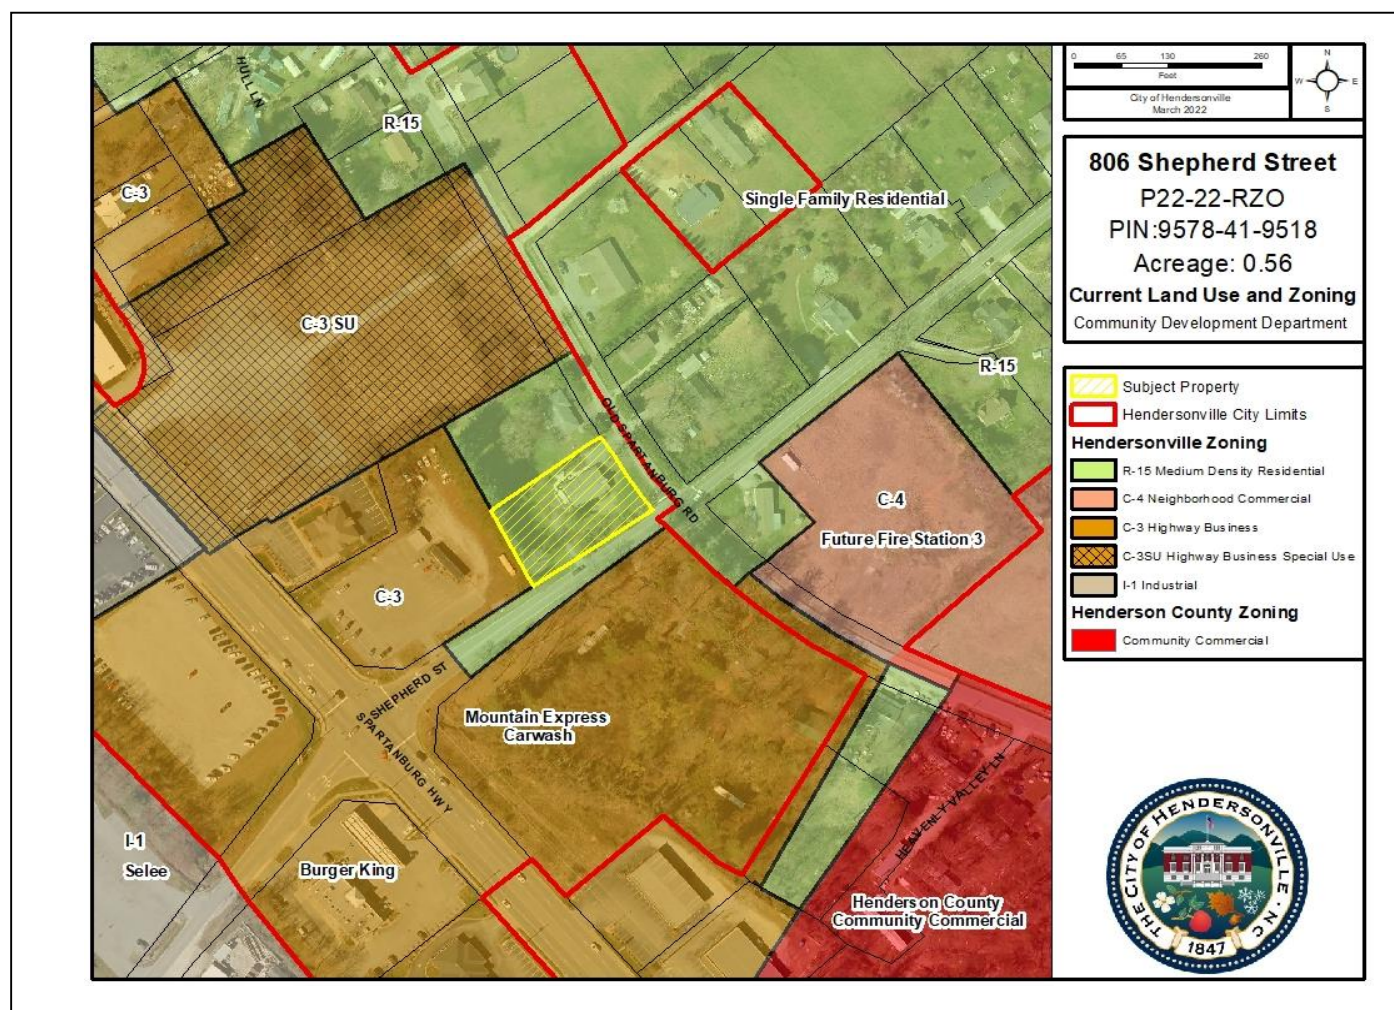 HULL LN
R-15
C-3
Single Family Residential
C-3 SU
R-15
OLD SPARTANBURG RD
C-4
Future Fire Station 3
C-3
SHEPHERD ST
SPARTANBURG HWY
Mountain Express
Carwash
HEAVENLY VALLEY LN
I-1
Selee
Burger King
Henderson County
Community Commercial
0 65 130 260
Feet
City of Hendersonville
March 2022
N
W E
S
806 Shepherd Street
P22-22-RZO
PIN:9578-41-9518
Acreage: 0.56
Current Land Use and Zoning
Community Development Department
Subject Property
Hendersonville City Limits
Hendersonville Zoning
R-15 Medium Density Residential
C-4 Neighborhood Commercial
C-3 Highway Business
C-3SU Highway Business Special Use
I-1 Industrial
Henderson County Zoning
Community Commercial
THE CITY OF HENDERSONVILLE · NC
1847